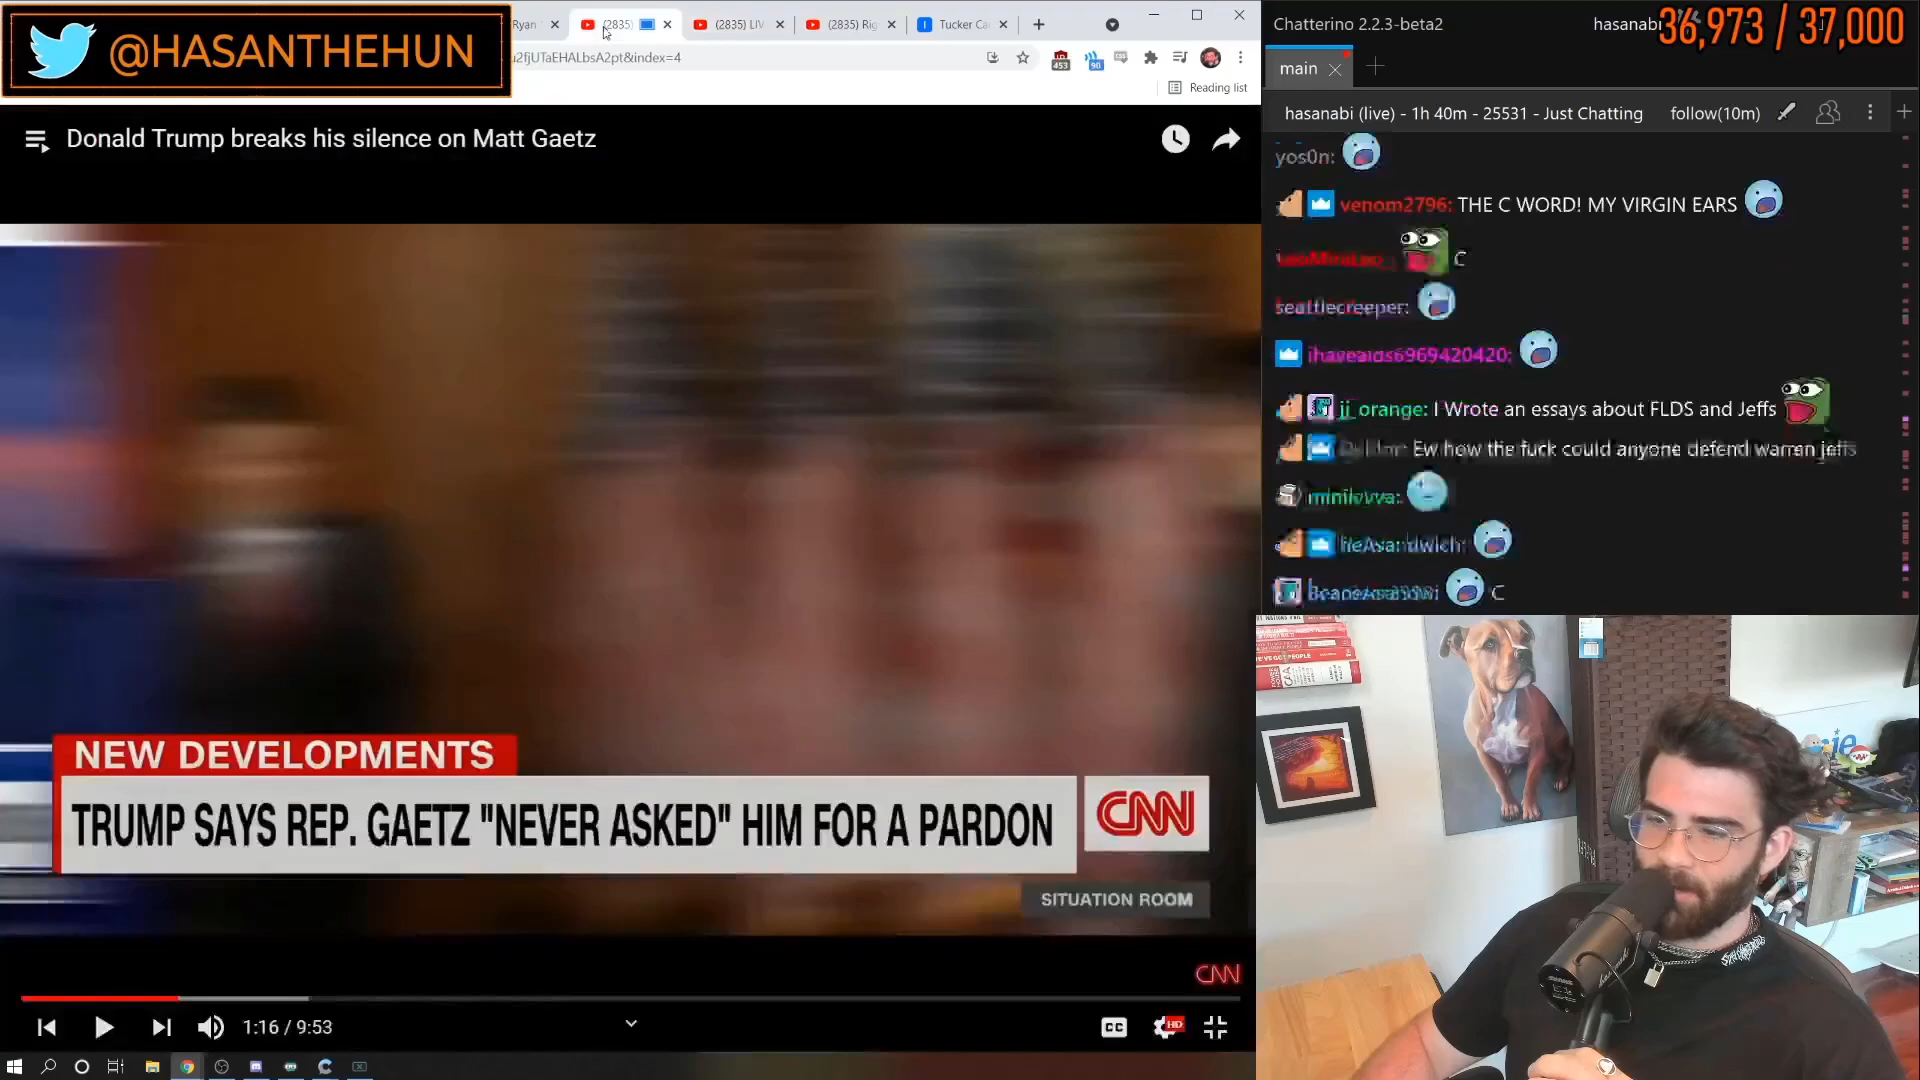 @HASANTHEHUN
Ryan
(2835)
(2835) LIV
(2835) Rig
Tucker Ca
u2fjUTaEHALbsA2pt&index=4
453
90
Reading list
Donald Trump breaks his silence on Matt Gaetz
NEW DEVELOPMENTS
TRUMP SAYS REP. GAETZ "NEVER ASKED" HIM FOR A PARDON
CNN
SITUATION ROOM
CNN
1:16 / 9:53
CC
HD
Chatterino 2.2.3-beta2
hasanabi
36,973 / 37,000
main
hasanabi (live) - 1h 40m - 25531 - Just Chatting
follow(10m)
yos0n:
venom2796: THE C WORD! MY VIRGIN EARS
C
seattlecreeper:
ihaveaids6969420420:
jj_orange: I Wrote an essays about FLDS and Jeffs
Ew how the fuck could anyone defend warren jeffs
C